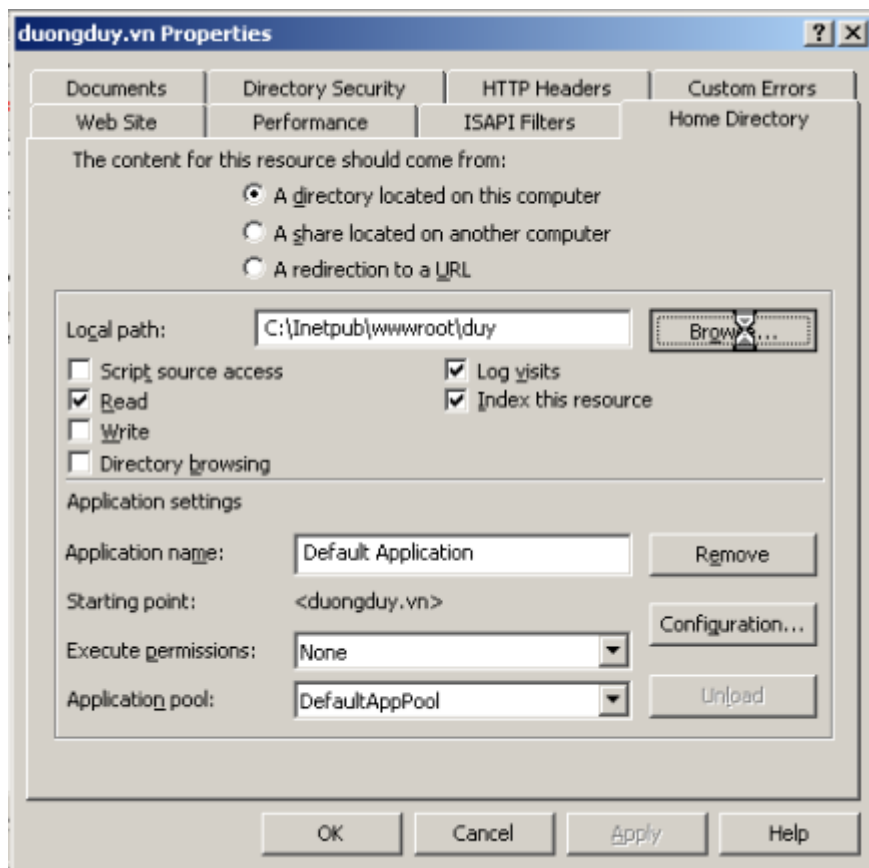 duongduy.vn Properties
Documents Directory Security HTTP Headers Custom Errors
Web Site Performance ISAPI Filters Home Directory
The content for this resource should come from:
A directory located on this computer
A share located on another computer
A redirection to a URL
Local path: C:\Inetpub\wwwroot\duy Browse...
Script source access Log visits
Read Index this resource
Write
Directory browsing
Application settings
Application name: Default Application Remove
Starting point: <duongduy.vn>
Configuration...
Execute permissions: None
Application pool: DefaultAppPool Unload
OK Cancel Apply Help